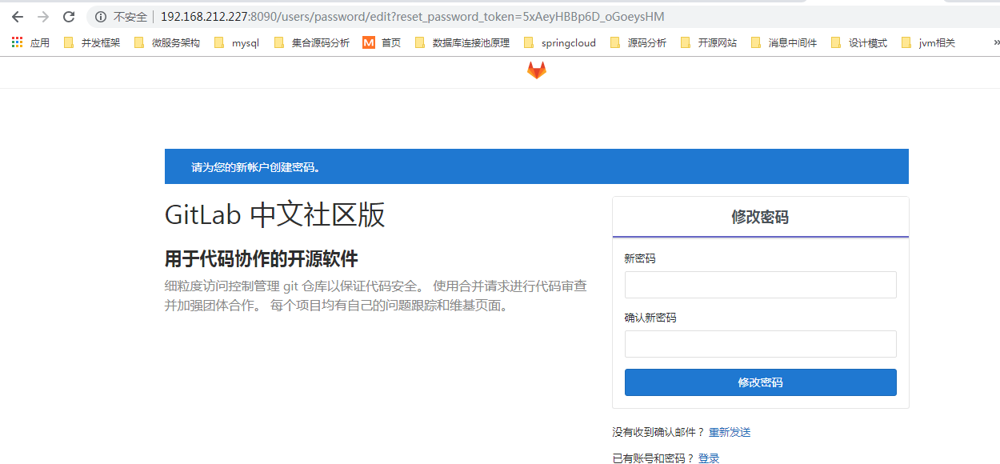 不安全 192.168.212.227:8090/users/password/edit?reset_password_token=5xAeyHBBp6D_oGoeysHM
应用 并发框架 微服务架构 mysql 集合源码分析 M 首页 数据库连接池原理 springcloud 源码分析 开源网站 消息中间件 设计模式 jvm相关 »
请为您的新帐户创建密码。
GitLab 中文社区版
用于代码协作的开源软件
细粒度访问控制管理 git 仓库以保证代码安全。 使用合并请求进行代码审查
并加强团体合作。 每个项目均有自己的问题跟踪和维基页面。
修改密码
新密码
确认新密码
修改密码
没有收到确认邮件？ 重新发送
已有账号和密码？ 登录